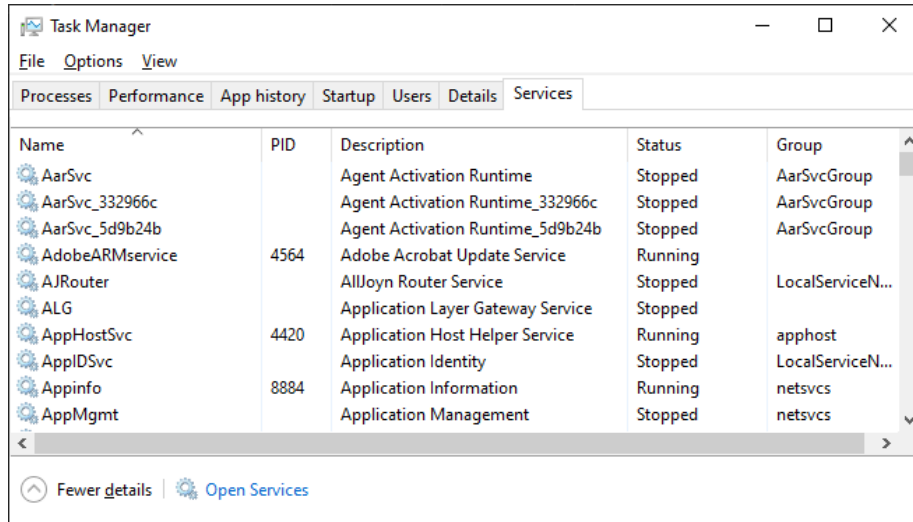 Task Manager
File Options View
Processes Performance App history Startup Users Details Services
Name PID Description Status Group
AarSvc Agent Activation Runtime Stopped AarSvcGroup
AarSvc_332966c Agent Activation Runtime_332966c Stopped AarSvcGroup
AarSvc_5d9b24b Agent Activation Runtime_5d9b24b Stopped AarSvcGroup
AdobeARMservice 4564 Adobe Acrobat Update Service Running
AJRouter AllJoyn Router Service Stopped LocalServiceN...
ALG Application Layer Gateway Service Stopped
AppHostSvc 4420 Application Host Helper Service Running apphost
AppIDSvc Application Identity Stopped LocalServiceN...
Appinfo 8884 Application Information Running netsvcs
AppMgmt Application Management Stopped netsvcs
Fewer details Open Services